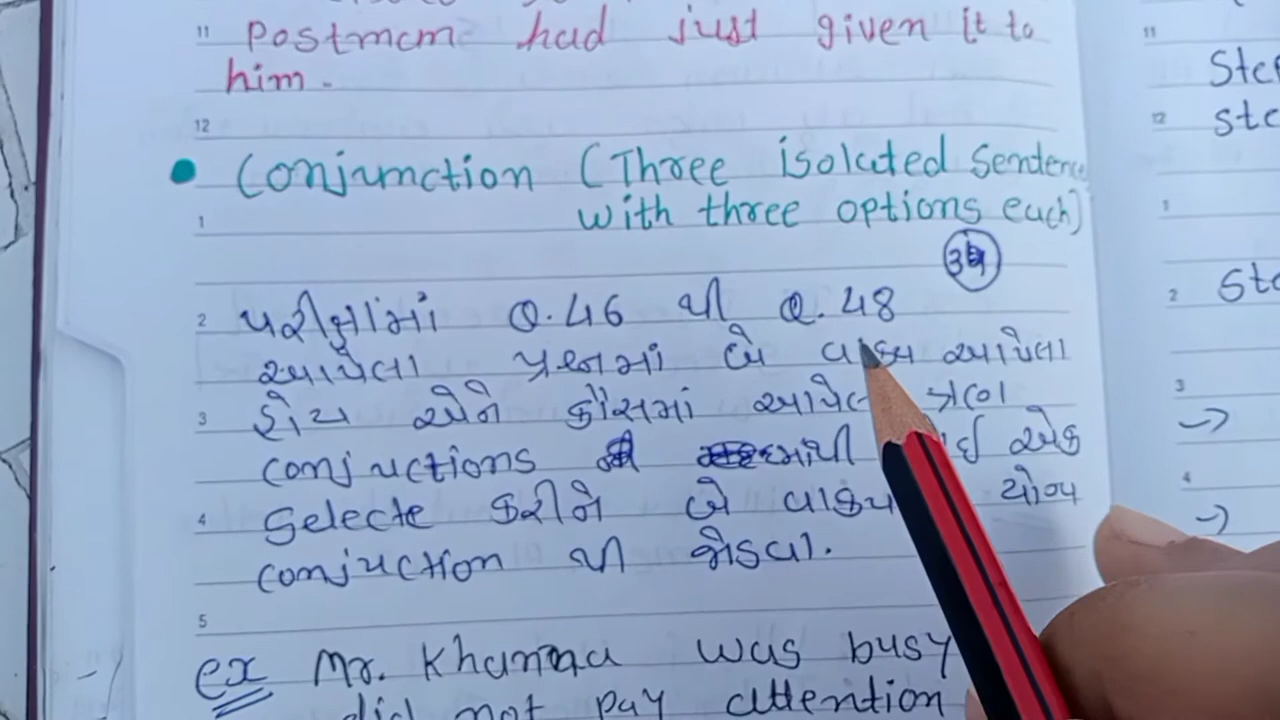 Postman had just given it to
him.
Conjunction (Three isolated Sentence
with three options each)
પરીક્ષામાં Q.46 થી Q.48
આપેલા પ્રશ્નમાં બે વાક્ય આપેલા
હોય એને કૌંસમાં ત્રણ
conjuctions માંથી એક
Selecte કરીને બે વાક્ય યોગ્ય
conjuction થી જોડવા.
ex Mr. Khanna was busy
did not pay attention